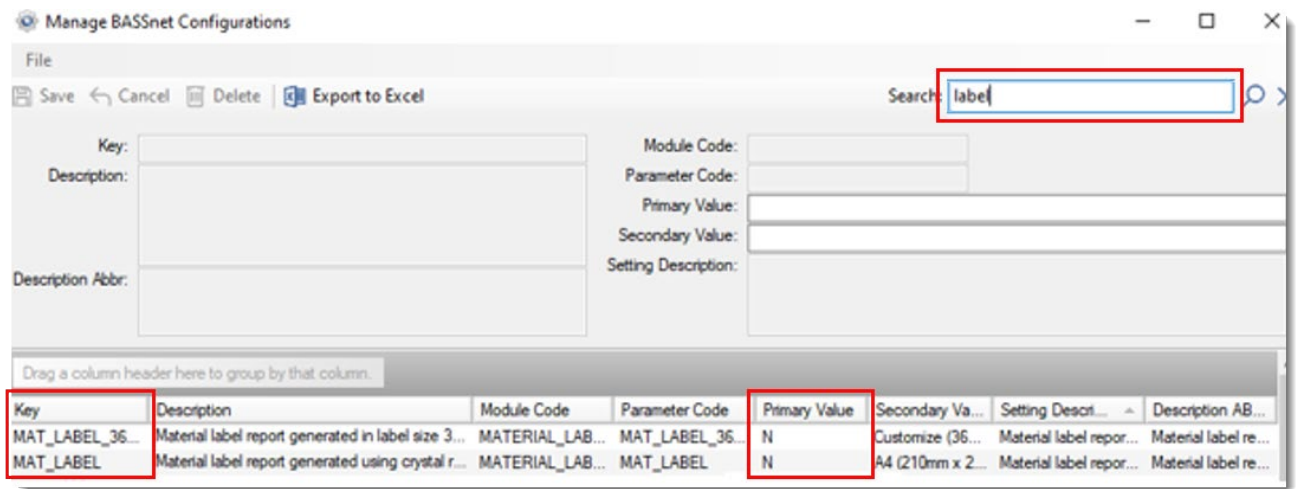 Manage BASSnet Configurations
File
Save Cancel Delete Export to Excel Search: label
Key: Module Code:
Description: Parameter Code:
Primary Value:
Secondary Value:
Description Abbr: Setting Description:
Drag a column header here to group by that column.
Key Description Module Code Parameter Code Primary Value Secondary Va... Setting Descri... Description AB...
MAT_LABEL_36... Material label report generated in label size 3... MATERIAL_LAB... MAT_LABEL_36... N Customize (36... Material label repor... Material label re...
MAT_LABEL Material label report generated using crystal r... MATERIAL_LAB... MAT_LABEL N A4 (210mm x 2... Material label repor... Material label re...